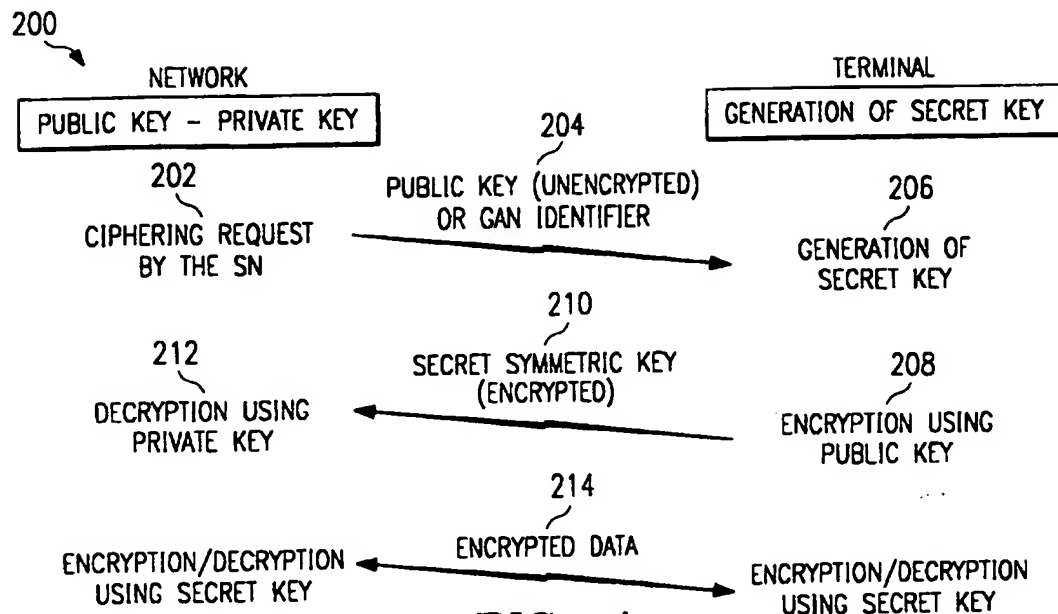 200
NETWORK
TERMINAL
PUBLIC KEY – PRIVATE KEY
GENERATION OF SECRET KEY
202
204
206
CIPHERING REQUEST
BY THE SN
PUBLIC KEY (UNENCRYPTED)
OR GAN IDENTIFIER
GENERATION OF
SECRET KEY
212
210
208
DECRYPTION USING
PRIVATE KEY
SECRET SYMMETRIC KEY
(ENCRYPTED)
ENCRYPTION USING
PUBLIC KEY
214
ENCRYPTION/DECRYPTION
USING SECRET KEY
ENCRYPTED DATA
ENCRYPTION/DECRYPTION
USING SECRET KEY